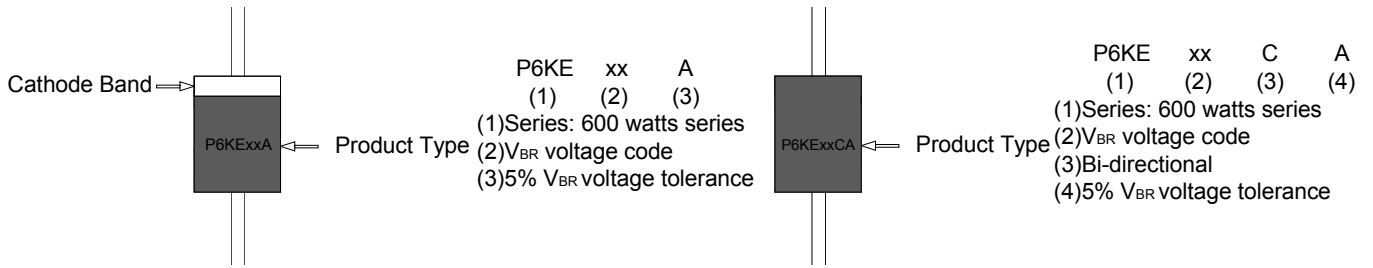 Cathode Band
P6KExxA
Product Type
P6KE xx A
(1) (2) (3)
(1)Series: 600 watts series
(2)VBR voltage code
(3)5% VBR voltage tolerance
P6KExxCA
Product Type
P6KE xx C A
(1) (2) (3) (4)
(1)Series: 600 watts series
(2)VBR voltage code
(3)Bi-directional
(4)5% VBR voltage tolerance